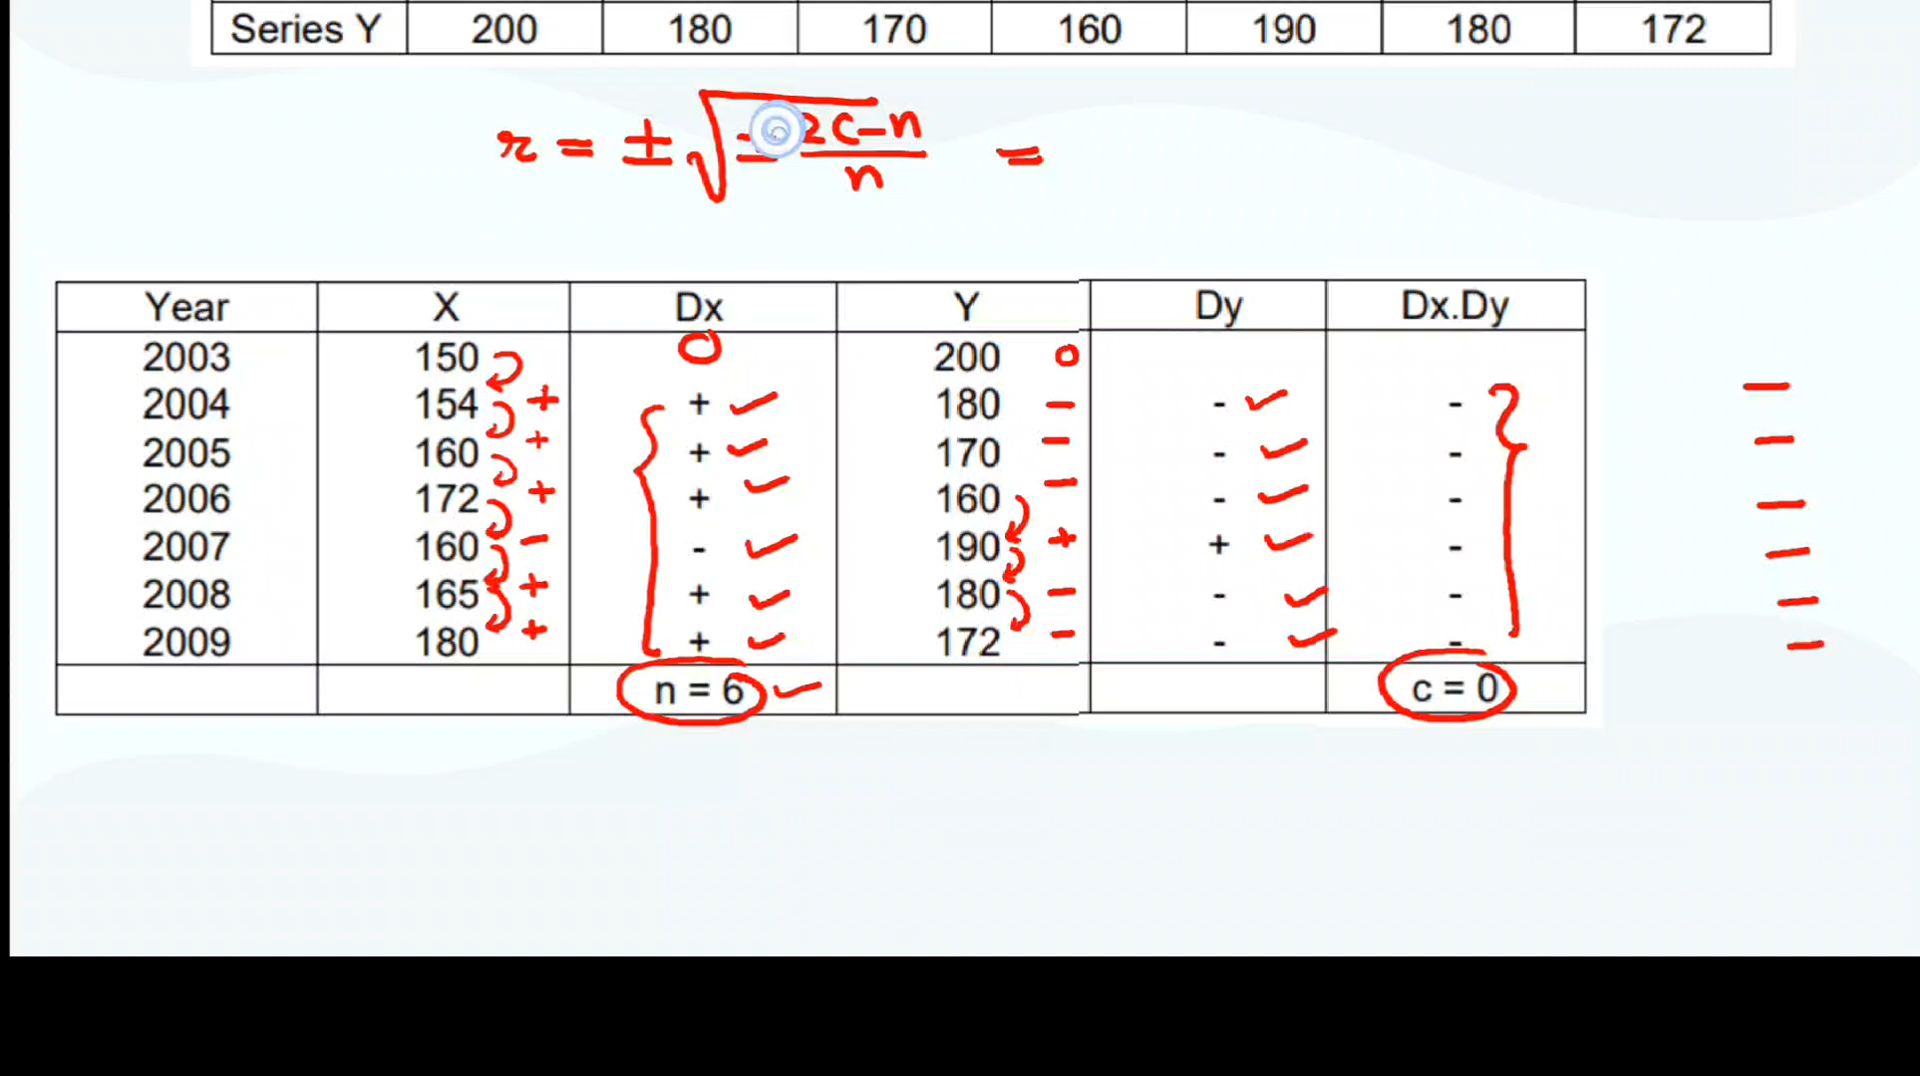 Series Y 200 180 170 160 190 180 172
r = ± √ ± 2C-n / n =
Year X Dx Y Dy Dx.Dy
2003 150 0 200 0
2004 154 + + 180 - - - -
2005 160 + + 170 - - - -
2006 172 + + 160 - - - -
2007 160 - - 190 + + - -
2008 165 + + 180 - - - -
2009 180 + + 172 - - - -
n = 6 c = 0